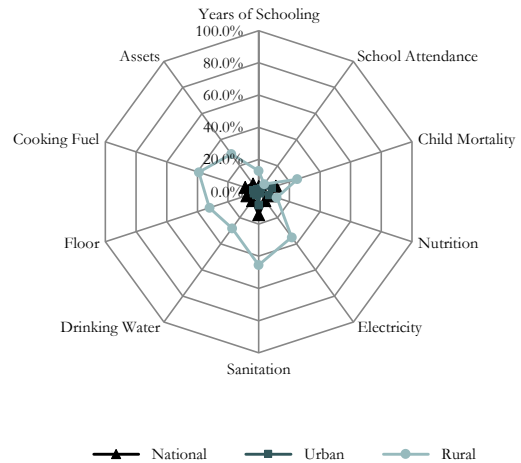 Years of Schooling
100.0%
80.0%
60.0%
40.0%
20.0%
0.0%
Assets
School Attendance
Cooking Fuel
Child Mortality
Floor
Nutrition
Drinking Water
Electricity
Sanitation
National
Urban
Rural